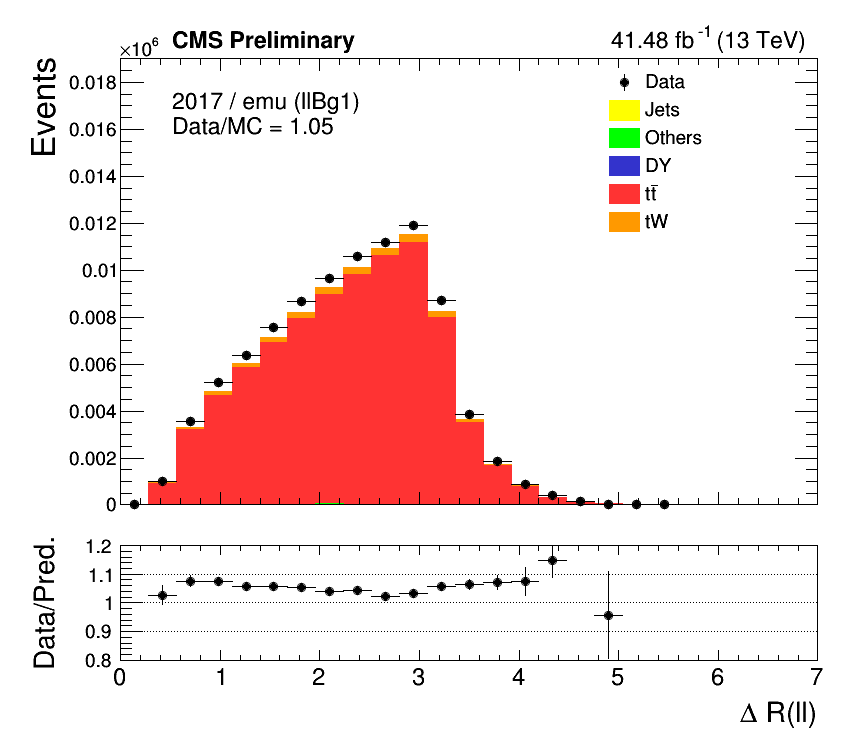 ×10⁶ CMS Preliminary 41.48 fb⁻¹ (13 TeV)
Events
0.018
0.016
0.014
0.012
0.01
0.008
0.006
0.004
0.002
0
2017 / emu (llBg1)
Data/MC = 1.05
Data
Jets
Others
DY
tt̄
tW
Data/Pred.
1.2
1.1
1
0.9
0.8
0 1 2 3 4 5 6 7
Δ R(ll)